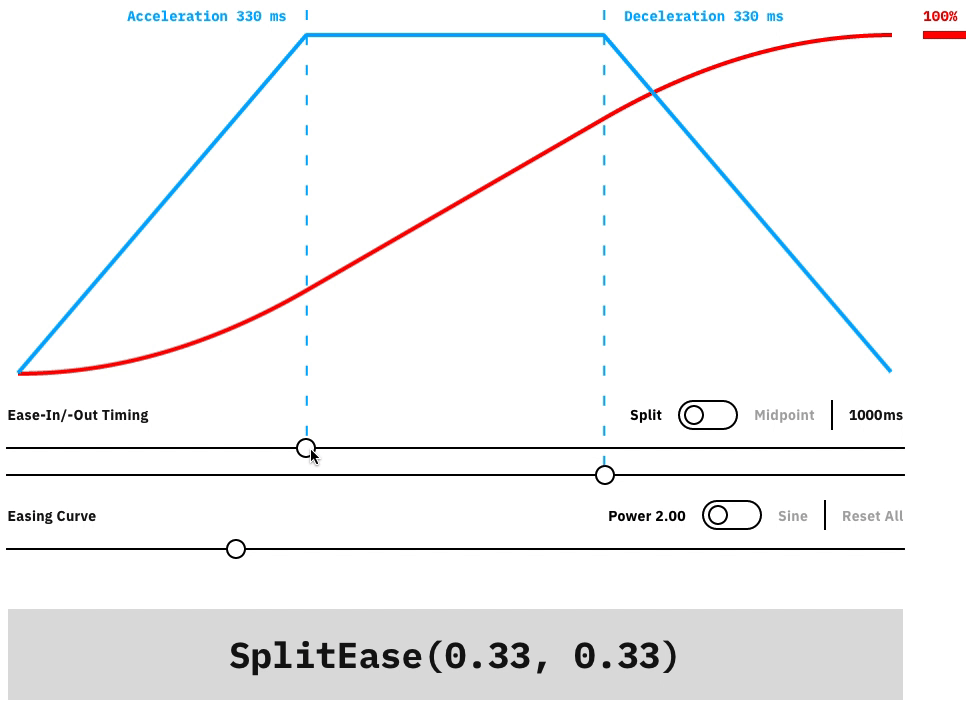 Acceleration 330 ms Deceleration 330 ms 100%
Ease-In/-Out Timing Split Midpoint 1000ms
Easing Curve Power 2.00 Sine Reset All
SplitEase(0.33, 0.33)